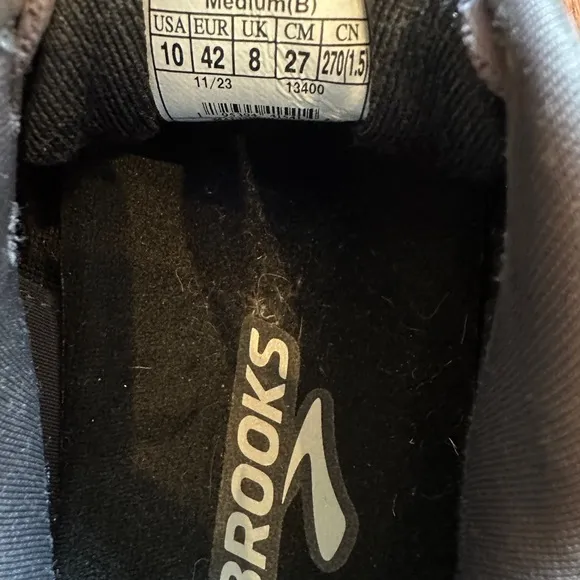 Medium(B)
USA EUR UK CM CN
10 42 8 27 270(1.5)
11/23 13400
BROOKS